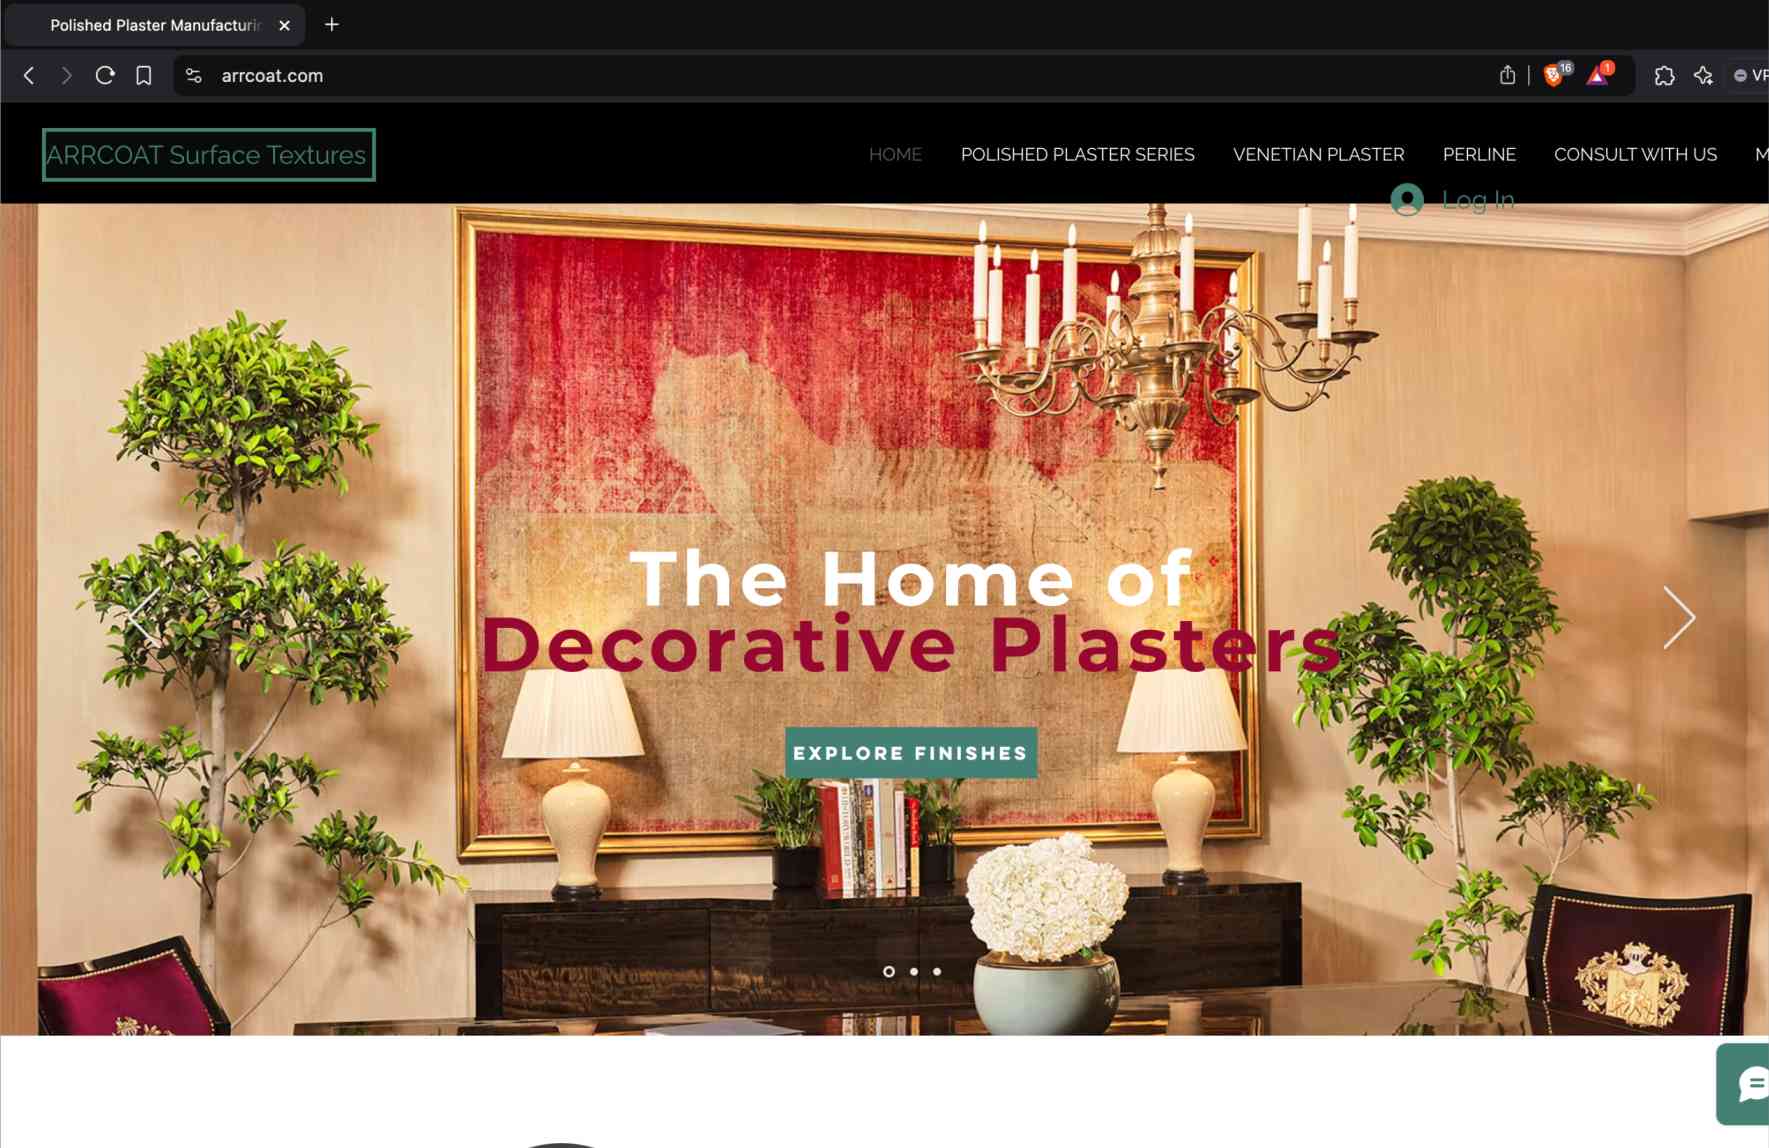 Polished Plaster Manufacturi
arrcoat.com
16
1
VP
ARRCOAT Surface Textures
HOME
POLISHED PLASTER SERIES
VENETIAN PLASTER
PERLINE
CONSULT WITH US
M
Log In
The Home of
Decorative Plasters
EXPLORE FINISHES